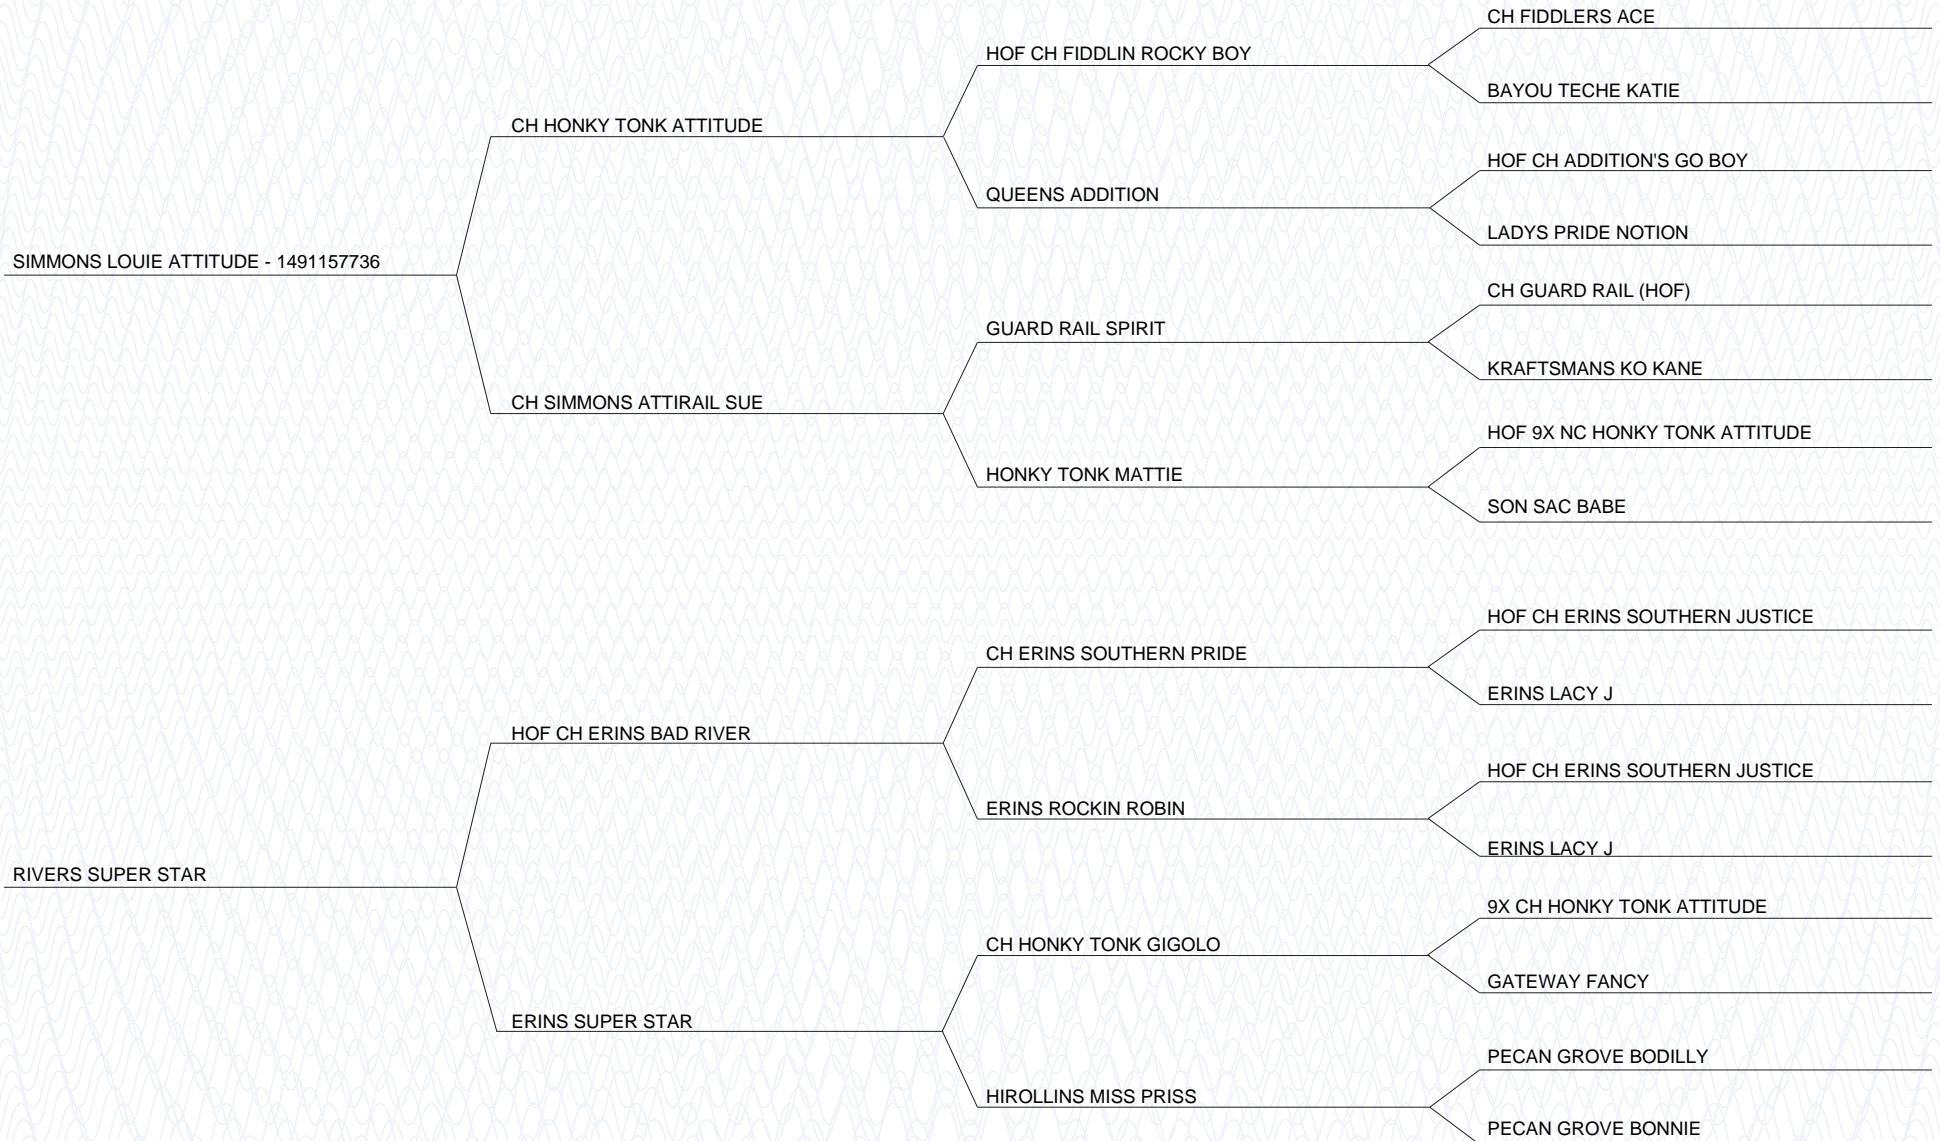 CH FIDDLERS ACE
HOF CH FIDDLIN ROCKY BOY
BAYOU TECHE KATIE
CH HONKY TONK ATTITUDE
HOF CH ADDITION'S GO BOY
QUEENS ADDITION
LADYS PRIDE NOTION
SIMMONS LOUIE ATTITUDE - 1491157736
CH GUARD RAIL (HOF)
GUARD RAIL SPIRIT
KRAFTSMANS KO KANE
CH SIMMONS ATTIRAIL SUE
HOF 9X NC HONKY TONK ATTITUDE
HONKY TONK MATTIE
SON SAC BABE
HOF CH ERINS SOUTHERN JUSTICE
CH ERINS SOUTHERN PRIDE
ERINS LACY J
HOF CH ERINS BAD RIVER
HOF CH ERINS SOUTHERN JUSTICE
ERINS ROCKIN ROBIN
ERINS LACY J
RIVERS SUPER STAR
9X CH HONKY TONK ATTITUDE
CH HONKY TONK GIGOLO
GATEWAY FANCY
ERINS SUPER STAR
PECAN GROVE BODILLY
HIROLLINS MISS PRISS
PECAN GROVE BONNIE